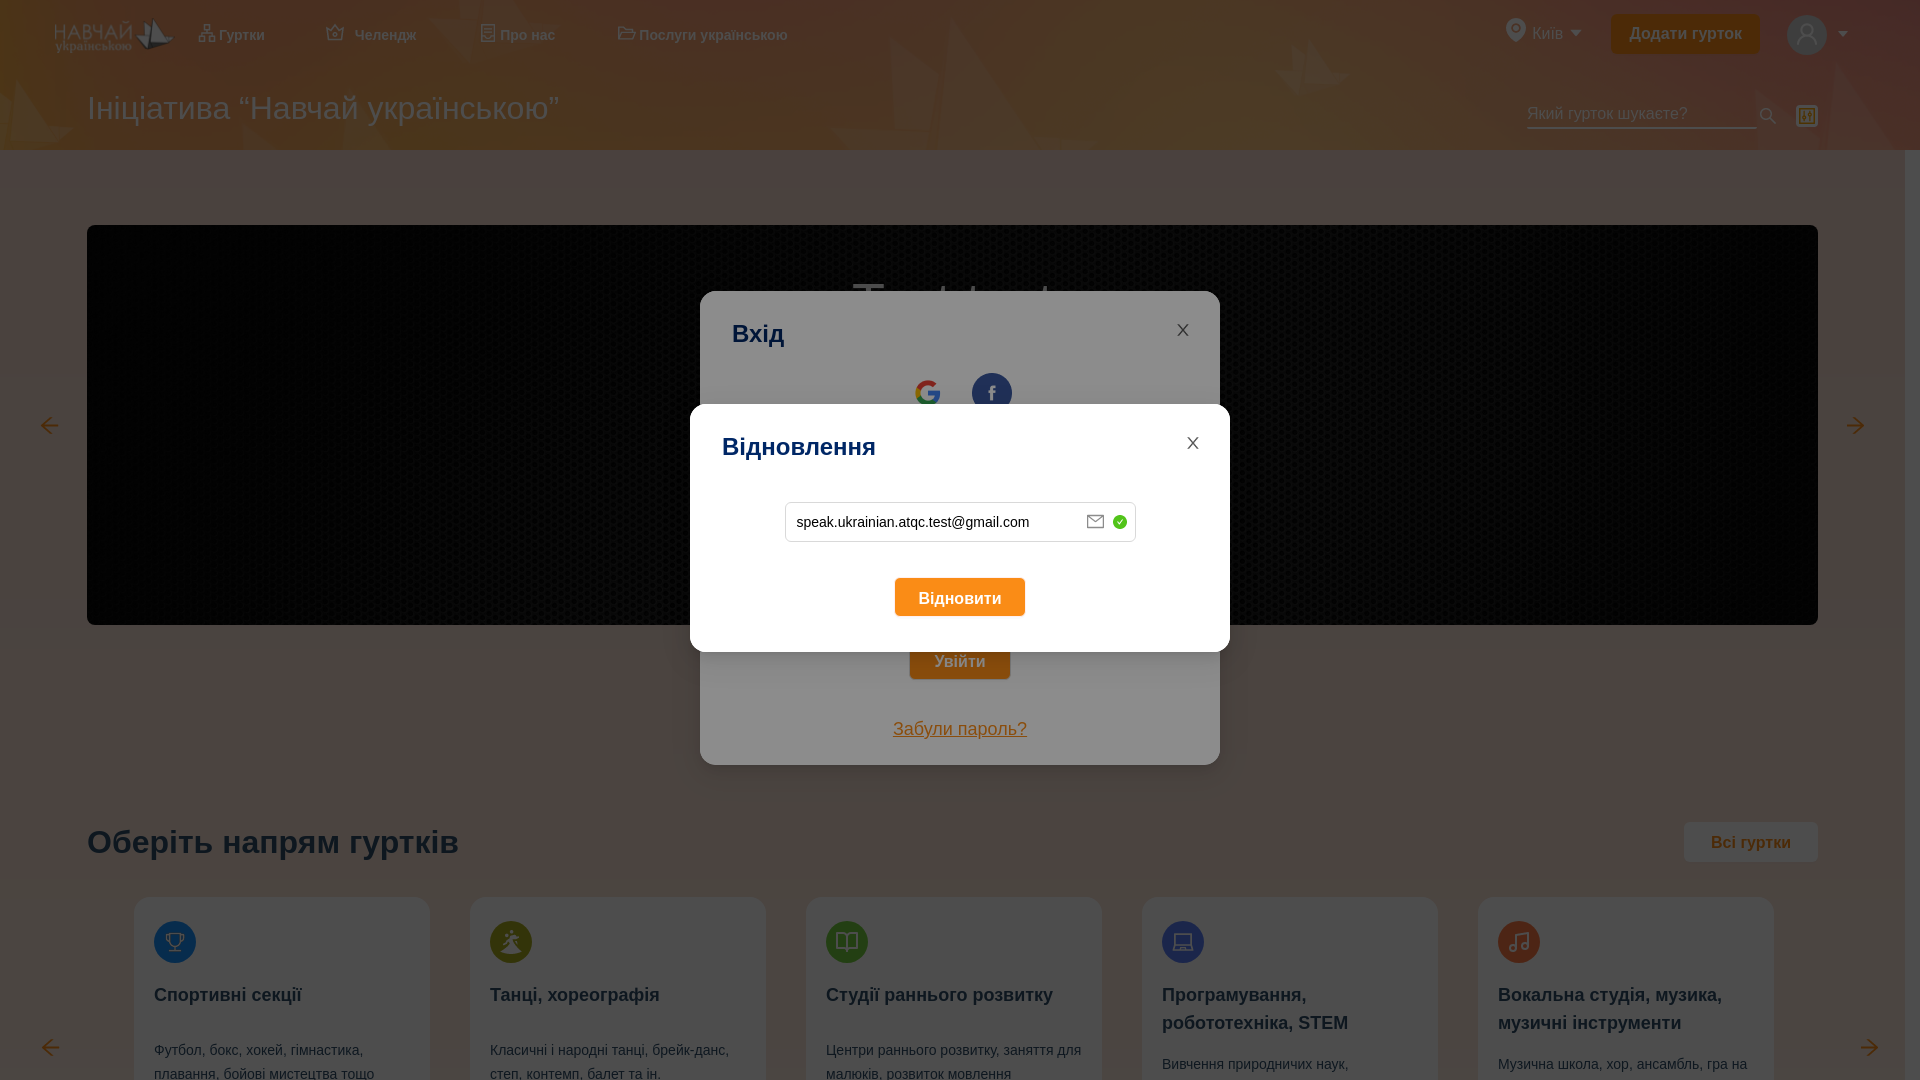 НАВЧАЙ
українською
Гуртки
Челендж
Про нас
Послуги українською
Київ
Додати гурток
Ініціатива “Навчай українською”
Який гурток шукаєте?
Вхід
Відновлення
speak.ukrainian.atqc.test@gmail.com
Відновити
Увійти
Забули пароль?
Оберіть напрям гуртків
Всі гуртки
Спортивні секції
Футбол, бокс, хокей, гімнастика,
плавання, бойові мистецтва тощо
Танці, хореографія
Класичні і народні танці, брейк-данс,
степ, контемп, балет та ін.
Студії раннього розвитку
Центри раннього розвитку, заняття для
малюків, розвиток мовлення
Програмування,
робототехніка, STEM
Вивчення природничих наук,
Вокальна студія, музика,
музичні інструменти
Музична школа, хор, ансамбль, гра на